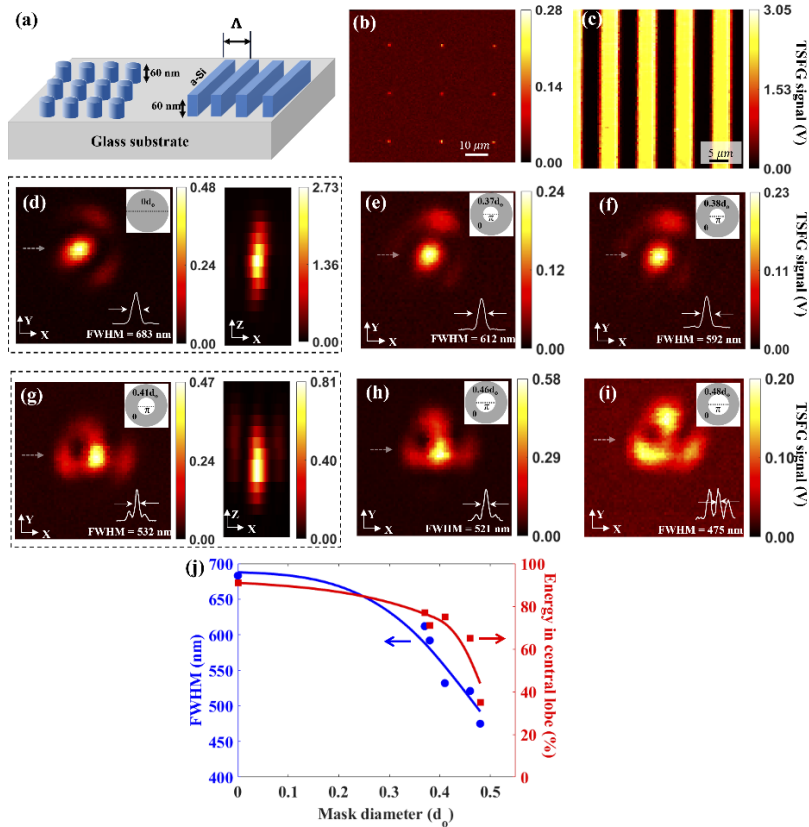 (a)
Λ
60 nm
a-Si
60 nm
Glass substrate
(b)
10 μm
0.28
0.14
0.00
(c)
5 μm
3.05
1.53
0.00
TSFG signal (V)
(d)
0dₒ
Y
X
FWHM = 683 nm
0.48
0.24
0.00
Z
X
2.73
1.36
0.00
(e)
0.37dₒ
π
0
Y
X
FWHM = 612 nm
0.24
0.12
0.00
(f)
0.38dₒ
π
0
Y
X
FWHM = 592 nm
0.23
0.11
0.00
TSFG signal (V)
(g)
0.41dₒ
π
0
Y
X
FWHM = 532 nm
0.47
0.24
0.00
Z
X
0.81
0.40
0.00
(h)
0.46dₒ
π
0
Y
X
FWHM = 521 nm
0.58
0.29
0.00
(i)
0.48dₒ
π
0
Y
X
FWHM = 475 nm
0.20
0.10
0.00
TSFG signal (V)
(j)
700
650
600
550
500
450
400
FWHM (nm)
0
0.1
0.2
0.3
0.4
0.5
Mask diameter (dₒ)
100
80
60
40
20
0
Energy in central lobe (%)